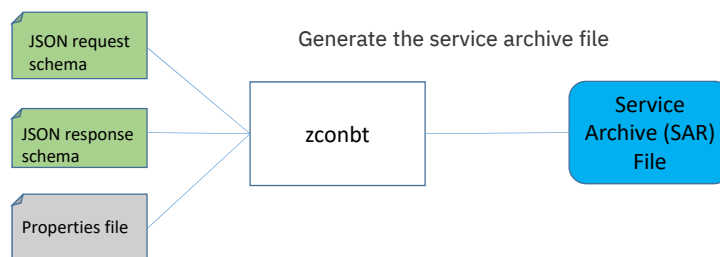 JSON request
schema
Generate the service archive file
JSON response
schema
zconbt
Service
Archive (SAR)
File
Properties file